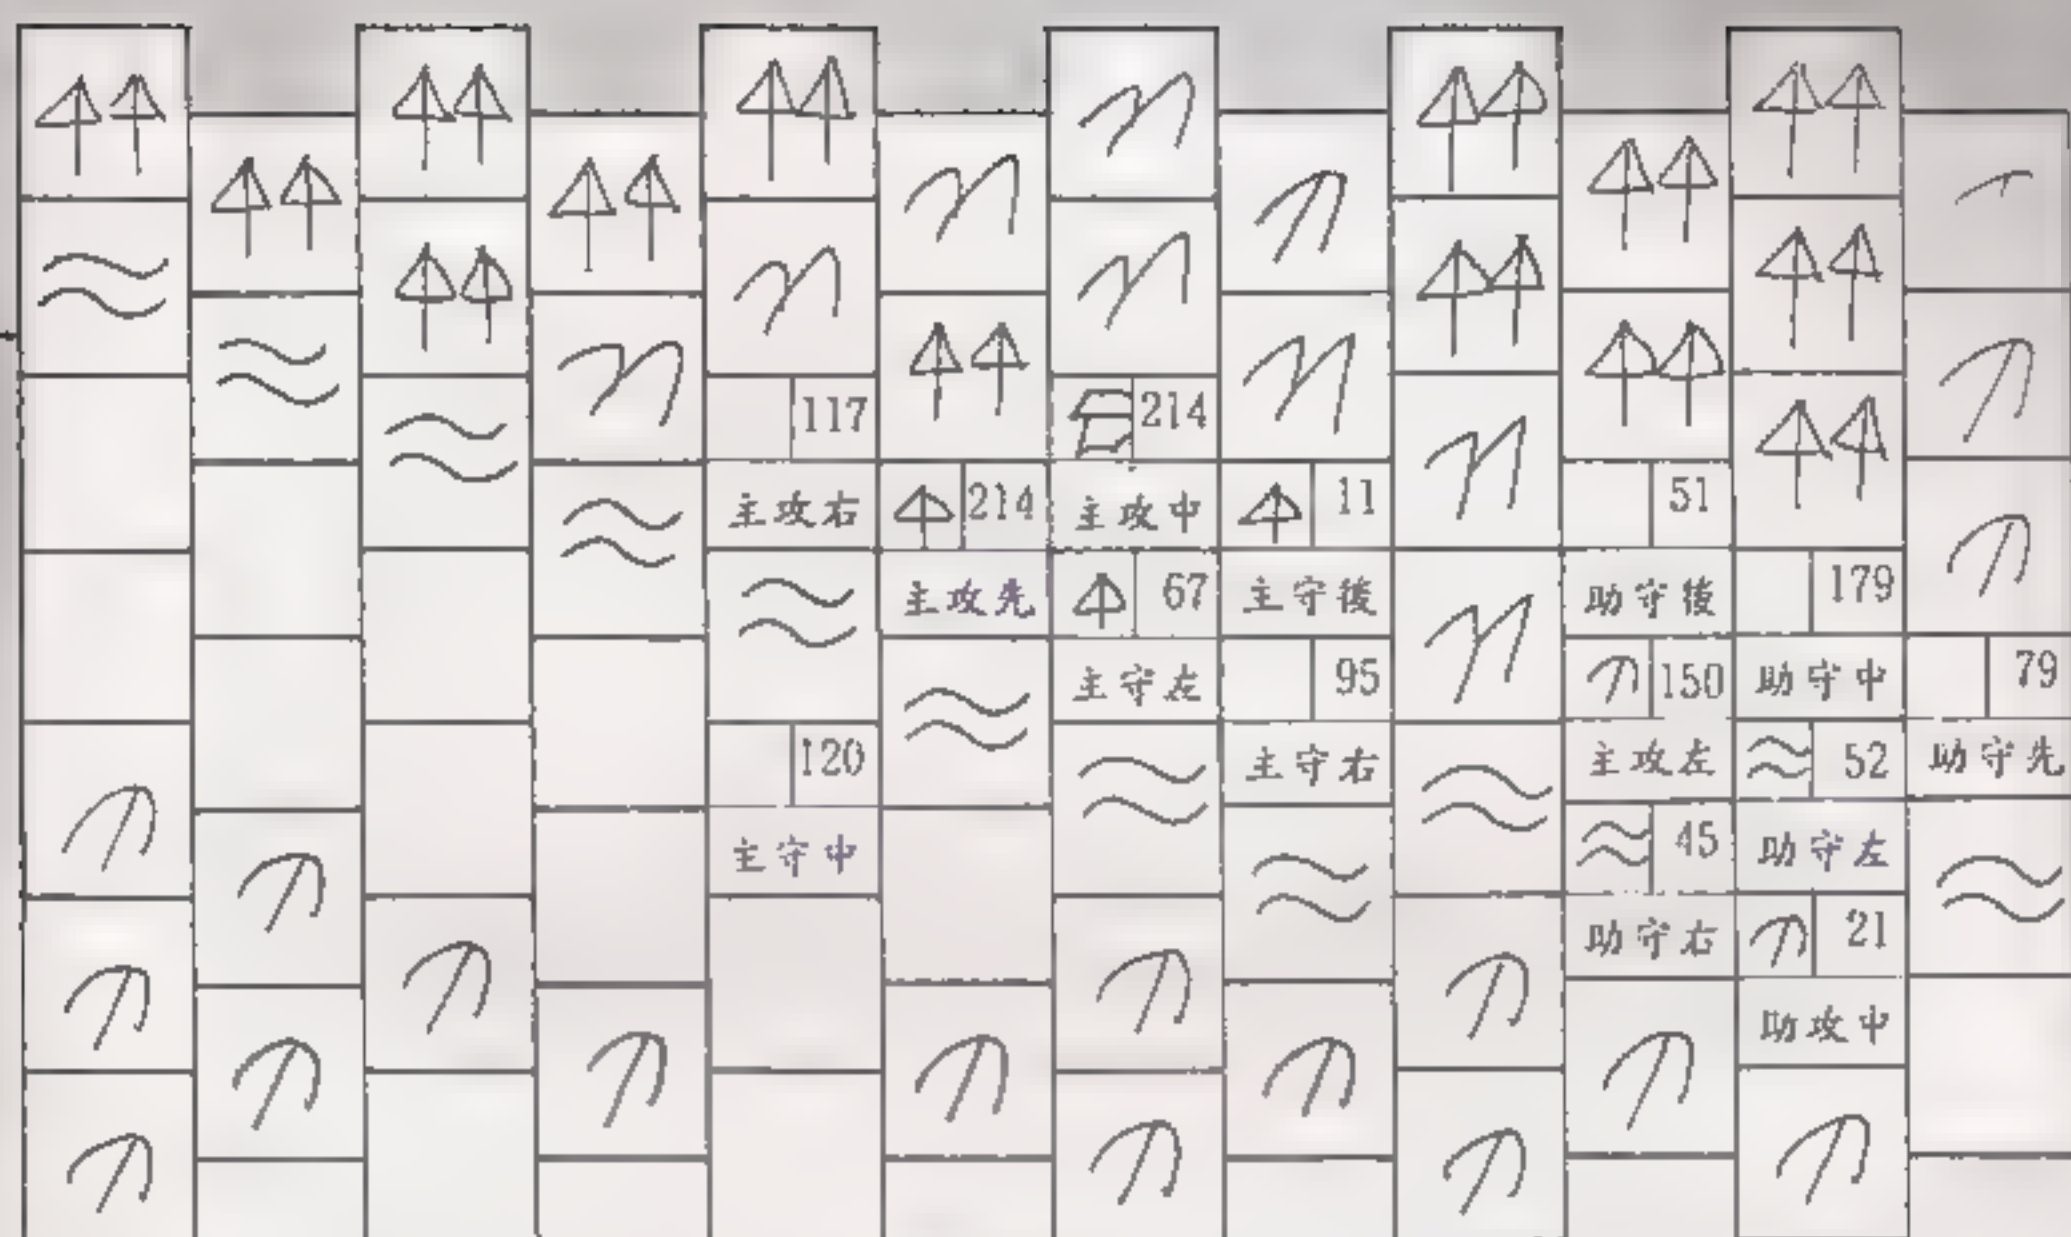 117
214
主攻右
214
主攻中
11
51
主攻先
67
主守後
助守後
179
主守左
95
150
助守中
79
120
主守右
主攻左
52
助守先
主守中
45
助守左
助守右
21
助攻中